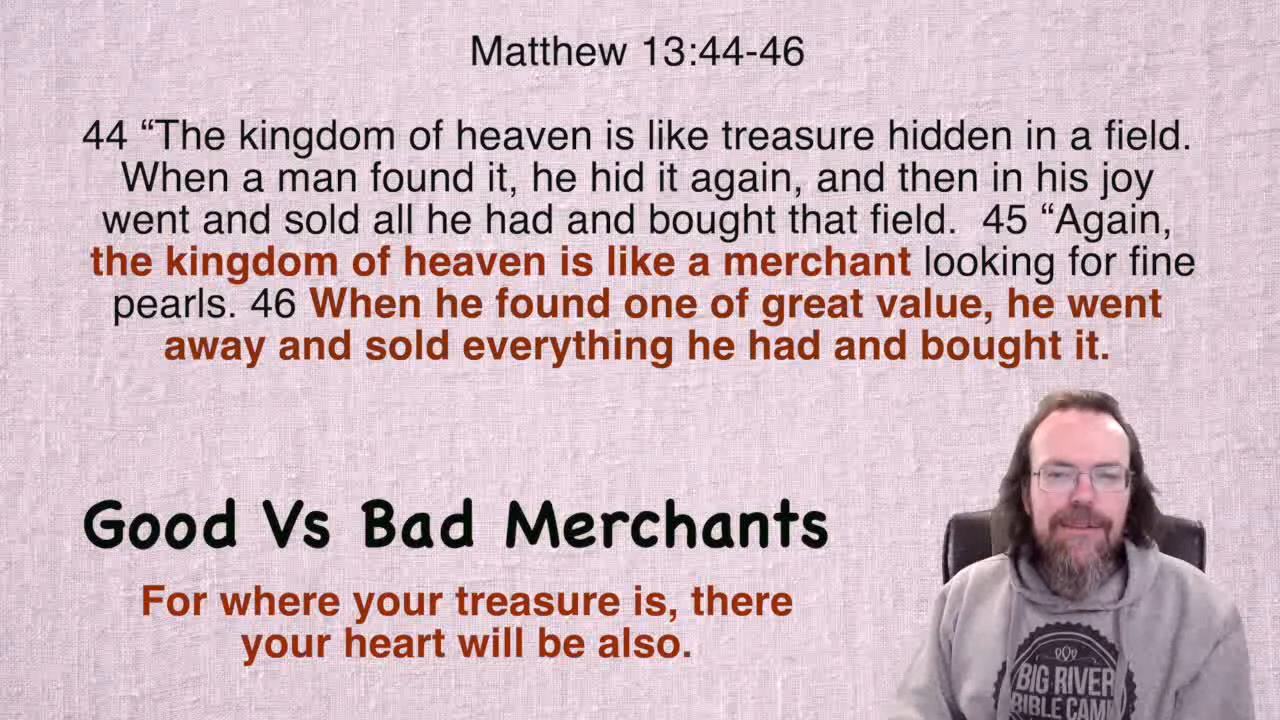 Matthew 13:44-46
44 “The kingdom of heaven is like treasure hidden in a field.
When a man found it, he hid it again, and then in his joy
went and sold all he had and bought that field.  45 “Again,
the kingdom of heaven is like a merchant looking for fine
pearls. 46 When he found one of great value, he went
away and sold everything he had and bought it.
Good Vs Bad Merchants
For where your treasure is, there
your heart will be also.
BIG RIVER
BIBLE CAMP